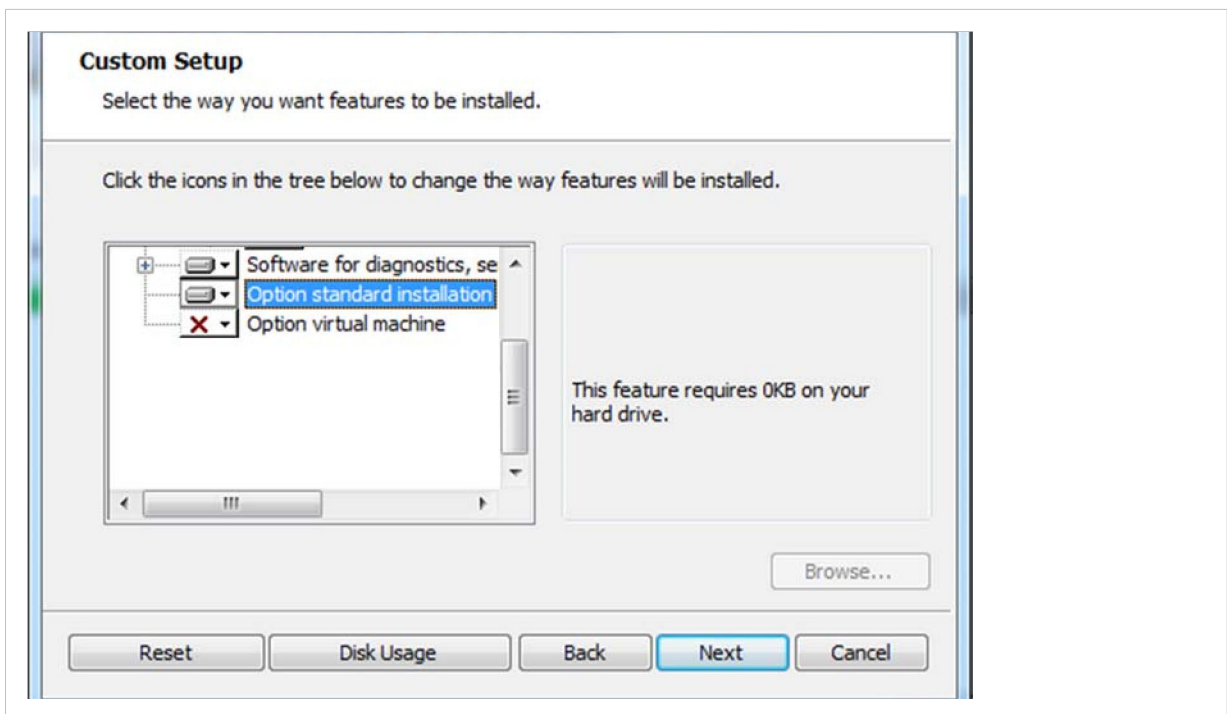 Custom Setup
Select the way you want features to be installed.
Click the icons in the tree below to change the way features will be installed.
Software for diagnostics, se
Option standard installation
Option virtual machine
This feature requires 0KB on your
hard drive.
Browse...
Reset Disk Usage Back Next Cancel